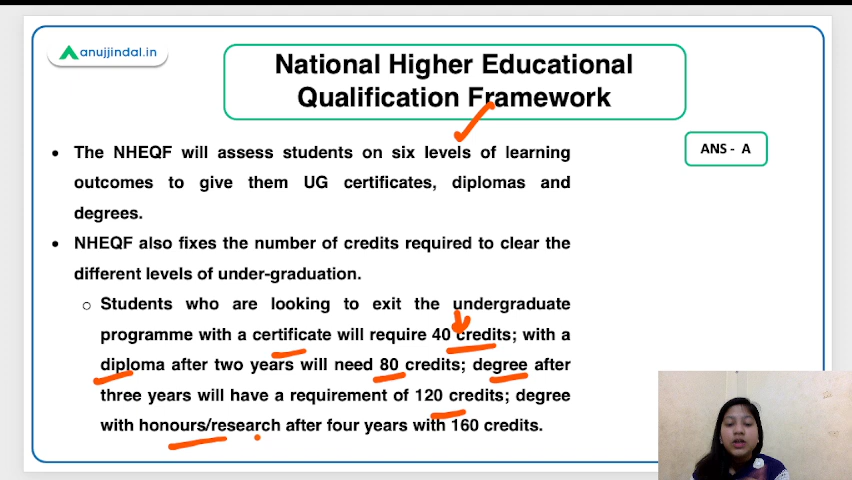 anujjindal.in
National Higher Educational
Qualification Framework
ANS - A
• The NHEQF will assess students on six levels of learning
outcomes to give them UG certificates, diplomas and
degrees.
• NHEQF also fixes the number of credits required to clear the
different levels of under-graduation.
o Students who are looking to exit the undergraduate
programme with a certificate will require 40 credits; with a
diploma after two years will need 80 credits; degree after
three years will have a requirement of 120 credits; degree
with honours/research after four years with 160 credits.